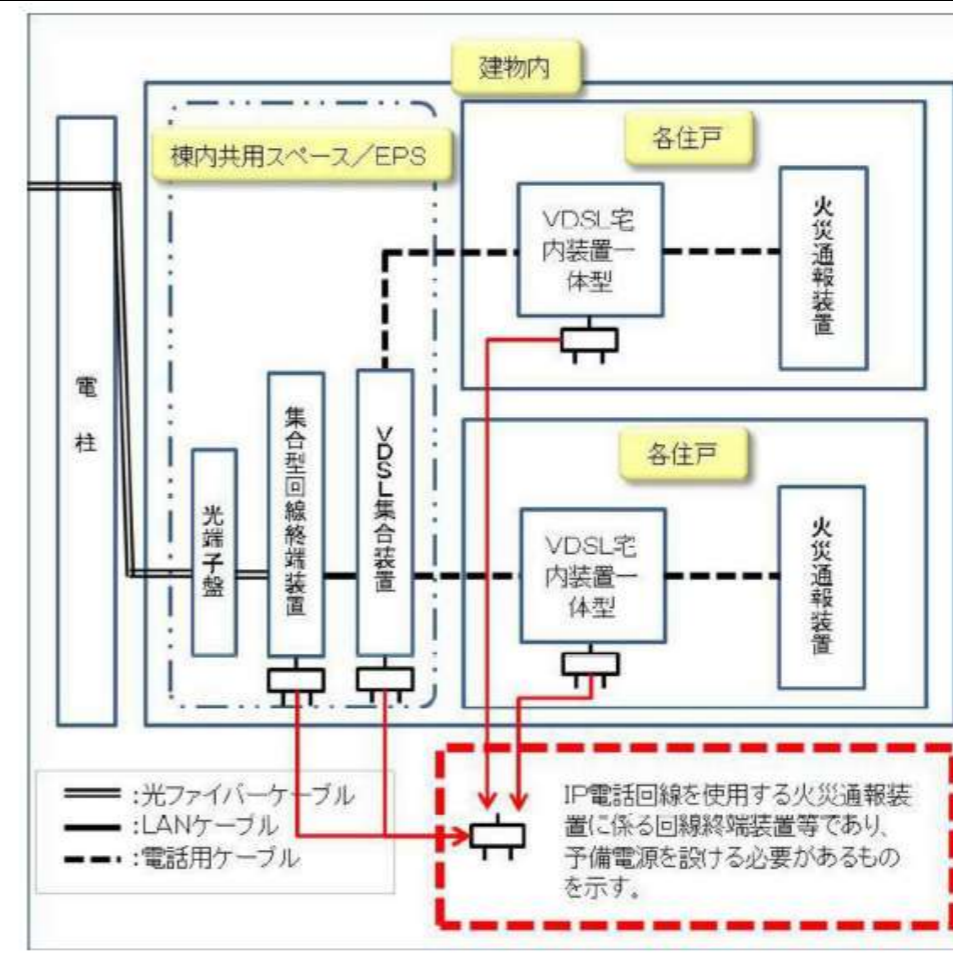 建物内
棟内共用スペース/EPS
各住戸
VDSL宅
内装置一
体型
火災通報装置
電柱
光端子盤
集合型回線終端装置
VDSL集合装置
各住戸
VDSL宅
内装置一
体型
火災通報装置
:光ファイバーケーブル
:LANケーブル
:電話用ケーブル
IP電話回線を使用する火災通報装
置に係る回線終端装置等であり、
予備電源を設ける必要があるもの
を示す。